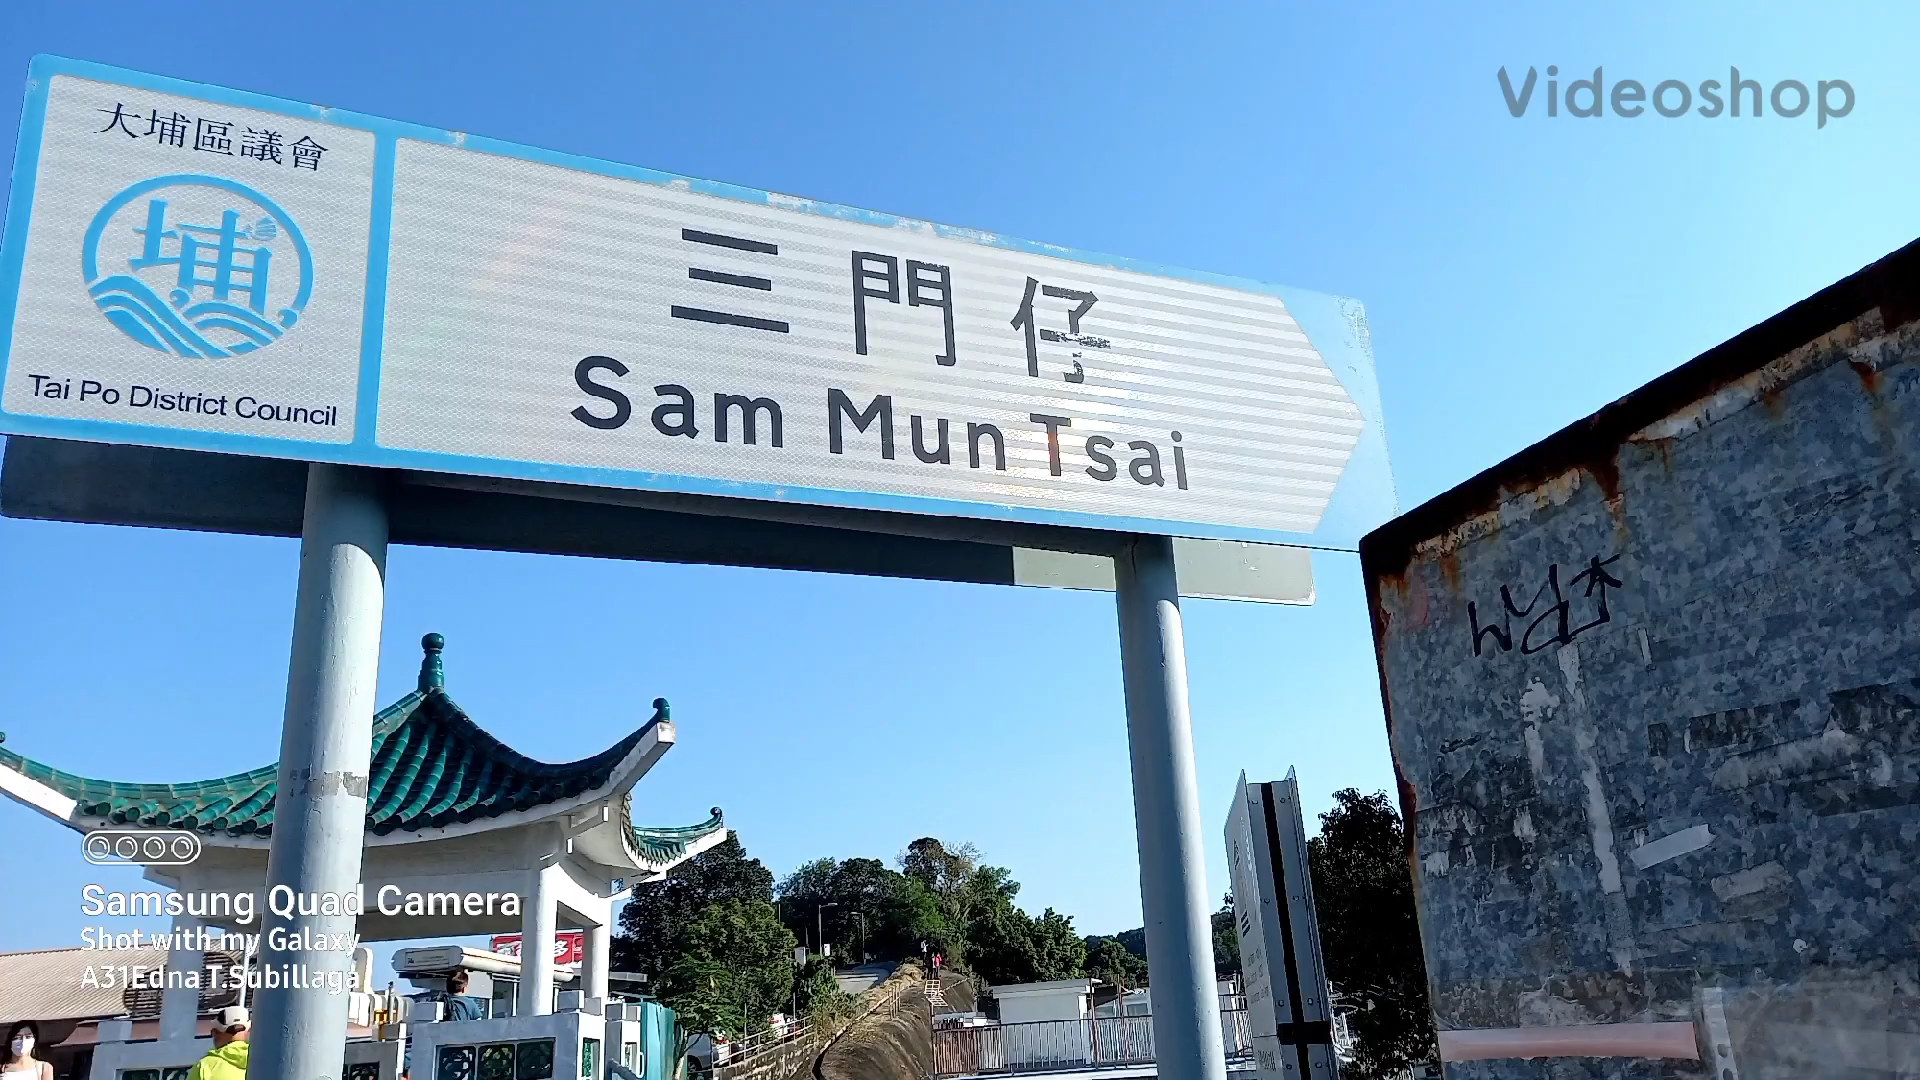 Videoshop
大埔區議會
埔
Tai Po District Council
三門仔
Sam Mun Tsai
Samsung Quad Camera
Shot with my Galaxy
A31Edna T.Subillaga